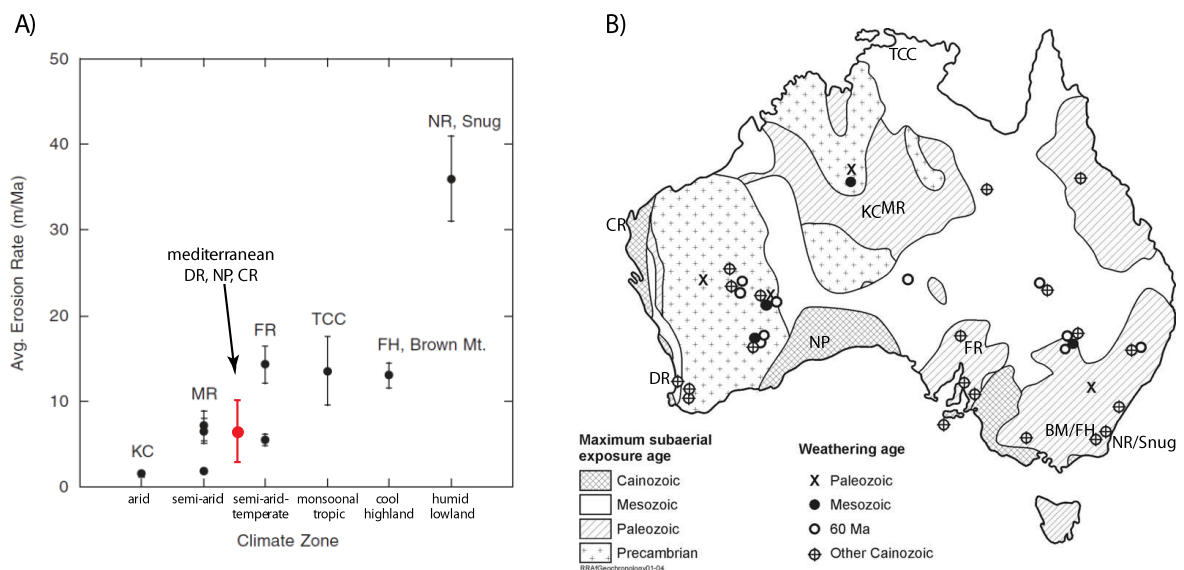 A)
50
40
30
20
10
0
Avg. Erosion Rate (m/Ma)
NR, Snug
mediterranean
DR, NP, CR
FR
TCC
FH, Brown Mt.
MR
KC
arid
semi-arid
semi-arid-
temperate
monsoonal
tropic
cool
highland
humid
lowland
Climate Zone
B)
TCC
X
KC MR
CR
X
X
NP
FR
DR
X
BM/FH
NR/Snug
Maximum subaerial
exposure age
Cainozoic
Mesozoic
Paleozoic
Precambrian
RRAfGeochronology01-04
Weathering age
X Paleozoic
Mesozoic
60 Ma
Other Cainozoic